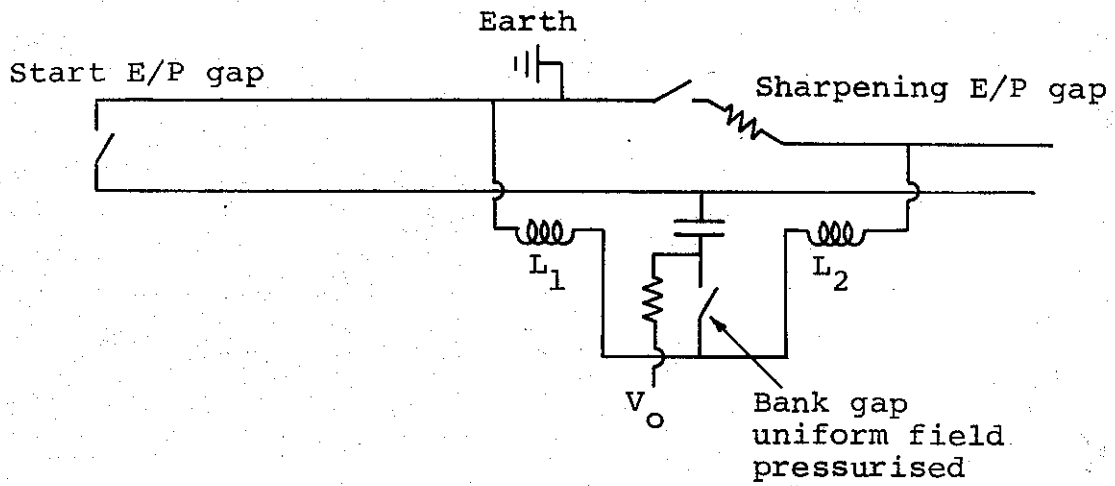 Earth
Start E/P gap
Sharpening E/P gap
L1
L2
Vo
Bank gap
uniform field
pressurised